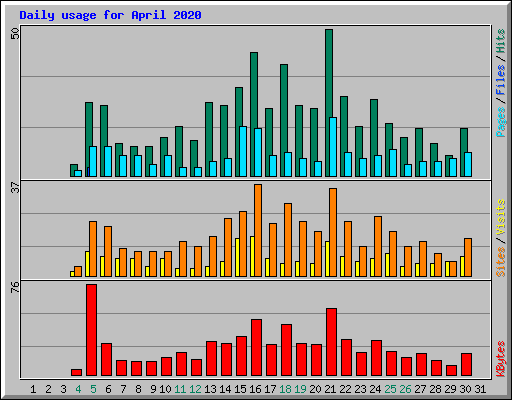 Daily usage for April 2020
50
Pages / Files / Hits
37
Sites / Visits
76
KBytes
1 2 3 4 5 6 7 8 9 10 11 12 13 14 15 16 17 18 19 20 21 22 23 24 25 26 27 28 29 30 31